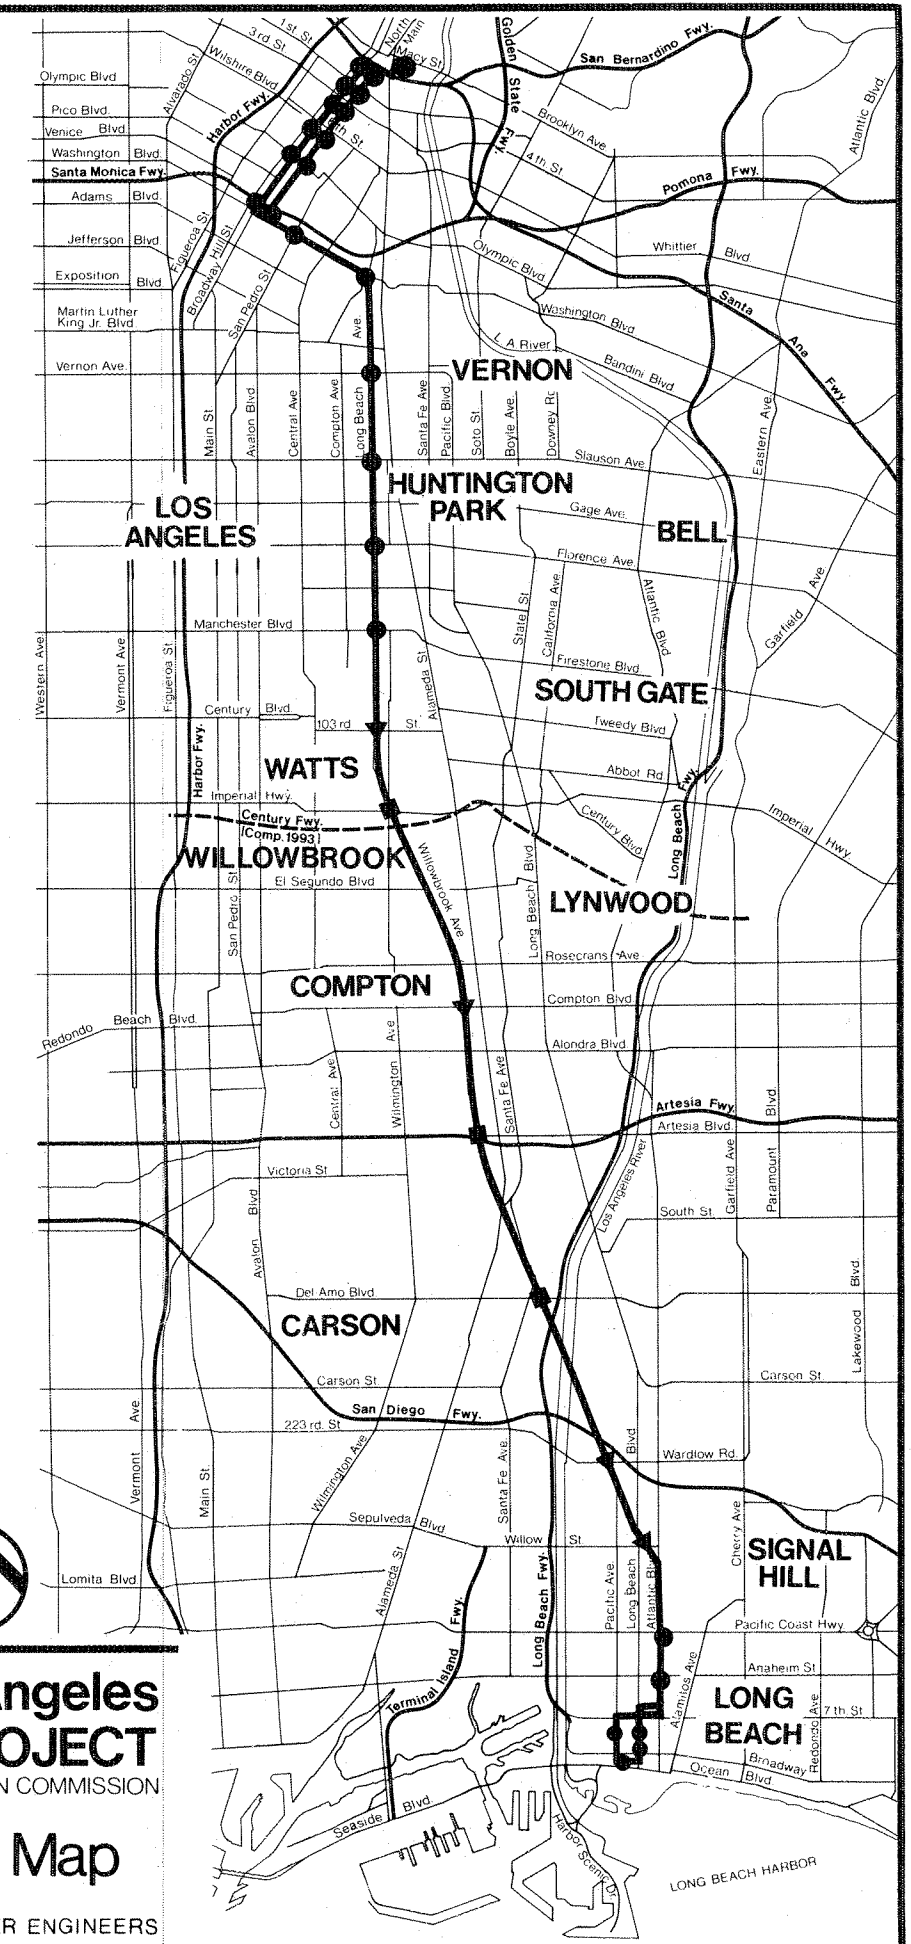 1st. St.
3rd St
North
Main
Macy St.
Golden State Fwy.
San Bernardino Fwy.
Olympic Blvd
Wilshire Blvd.
Alvarado St.
Harbor Fwy.
Pico Blvd.
Venice Blvd.
Brooklyn Ave
Atlantic Blvd.
Washington Blvd.
4th. St
Santa Monica Fwy.
Pomona Fwy.
Adams Blvd.
Figueroa St
Jefferson Blvd.
Broadway
Hill St
Olympic Blvd.
Whittier Blvd.
Exposition Blvd.
San Pedro St
Santa Ana Fwy.
Martin Luther
King Jr. Blvd.
Washington Blvd.
L.A. River
Vernon Ave.
VERNON
Bandini Blvd
Main St
Avalon Blvd.
Central Ave
Compton Ave
Long Beach Ave.
Santa Fe Ave
Pacific Blvd.
Soto St
Boyle Ave.
Downey Rd
Eastern Ave.
Slauson Ave
HUNTINGTON
PARK
LOS
ANGELES
Gage Ave.
BELL
Florence Ave.
State St
California Ave
Atlantic Blvd
Garfield Ave
Manchester Blvd
Western Ave.
Vermont Ave
Figueroa St
Alameda St
Firestone Blvd.
SOUTH GATE
Century Blvd.
103 rd St.
Tweedy Blvd
Harbor Fwy.
WATTS
Abbot Rd
Imperial Hwy.
Century Fwy.
(Comp. 1993)
Century Blvd.
Long Beach Fwy.
Imperial Hwy.
WILLOWBROOK
El Segundo Blvd
Willowbrook Ave
San Pedro St
Long Beach Blvd.
LYNWOOD
Rosecrans Ave
COMPTON
Compton Blvd.
Redondo Beach Blvd.
Alondra Blvd.
Central Ave
Wilmington Ave
Santa Fe Ave
Artesia Fwy.
Artesia Blvd.
Paramount Blvd.
Garfield Ave
Los Angeles River
Victoria St
Avalon Blvd
South St.
Del Amo Blvd.
CARSON
Lakewood Blvd.
Carson St.
Carson St.
San Diego Fwy.
223 rd. St
Vermont Ave.
Main St.
Wilmington Ave
Santa Fe Ave.
Blvd
Wardlow Rd.
Sepulveda Blvd
Willow St.
Cherry Ave
SIGNAL
HILL
Lomita Blvd.
Alameda St
Terminal Island Fwy.
Long Beach Fwy.
Pacific Ave.
Long Beach
Atlantic Blv
Pacific Coast Hwy.
Anaheim St
Alamitos Ave
LONG
BEACH
Redondo Ave
7 th. St.
Broadway
Ocean Blvd.
Seaside Blvd.
Harbor Scenic Dr.
LONG BEACH HARBOR
Angeles
OJECT
N COMMISSION
Map
R ENGINEERS